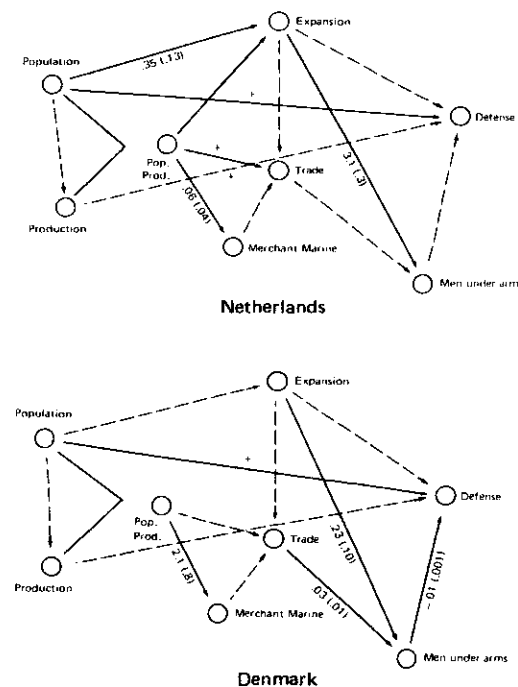 Expansion
Population
.35 (.13)
+
Defense
Pop.
Prod.
+
+
Trade
3.1 (.3)
.06 (.04)
Production
Merchant Marine
Men under arms
Netherlands
Expansion
Population
+
Defense
Pop.
Prod.
Trade
.23 (.10)
2.1 (.8)
.03 (.01)
-.01 (.001)
Production
Merchant Marine
Men under arms
Denmark